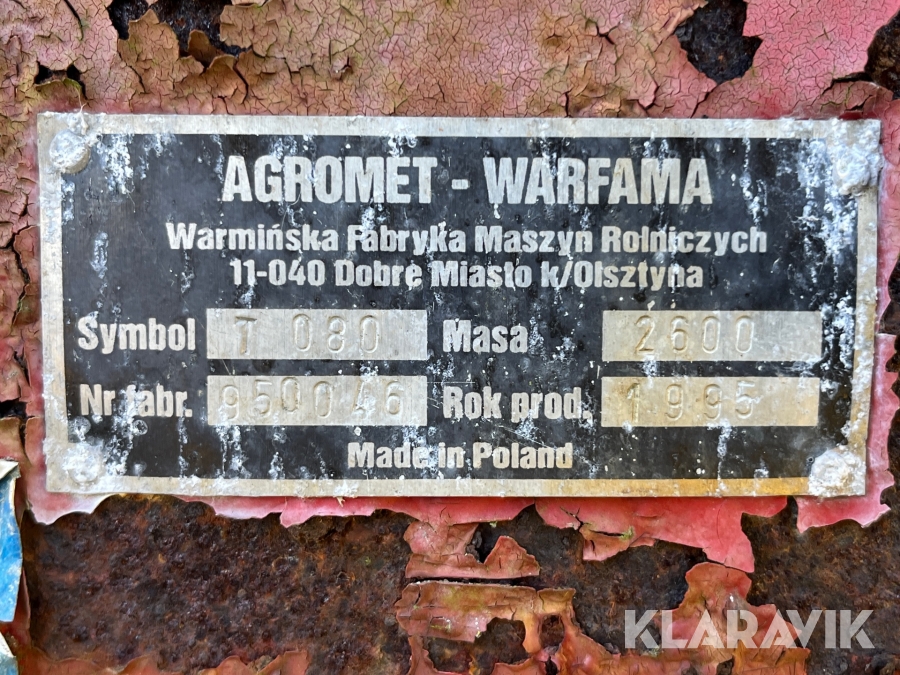 AGROMET - WARFAMA
Warmińska Fabryka Maszyn Rolniczych
11-040 Dobre Miasto k/Olsztyna
Symbol T 080 Masa 2600
Nr fabr. 950046 Rok prod. 1995
Made in Poland
KLARAVIK